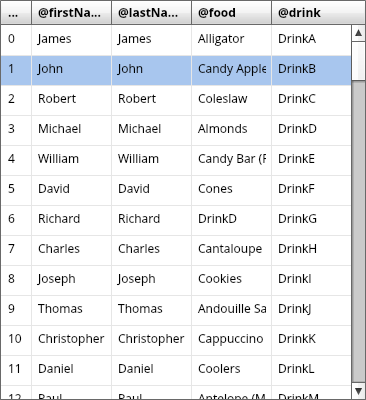 ... @firstNa... @lastNa... @food @drink
0 James James Alligator DrinkA
1 John John Candy Apple DrinkB
2 Robert Robert Coleslaw DrinkC
3 Michael Michael Almonds DrinkD
4 William William Candy Bar (F DrinkE
5 David David Cones DrinkF
6 Richard Richard DrinkD DrinkG
7 Charles Charles Cantaloupe DrinkH
8 Joseph Joseph Cookies DrinkI
9 Thomas Thomas Andouille Sa DrinkJ
10 Christopher Christopher Cappuccino DrinkK
11 Daniel Daniel Coolers DrinkL
12 Paul Paul Antelope (M DrinkM